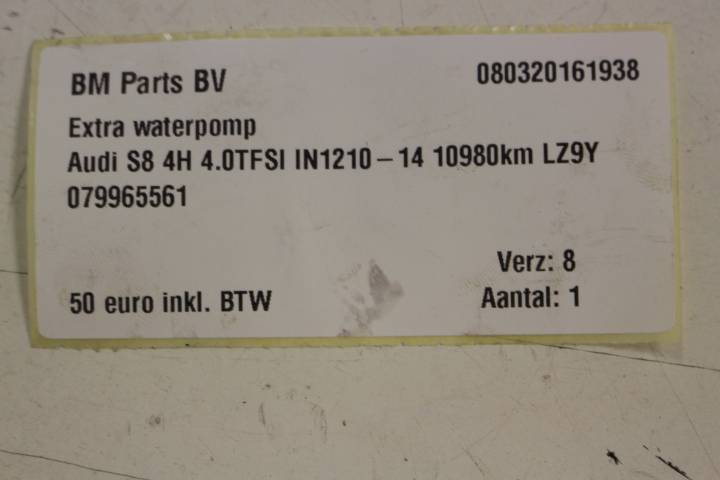 BM Parts BV 080320161938
Extra waterpomp
Audi S8 4H 4.0TFSI IN1210-14 10980km LZ9Y
079965561
Verz: 8
50 euro inkl. BTW Aantal: 1